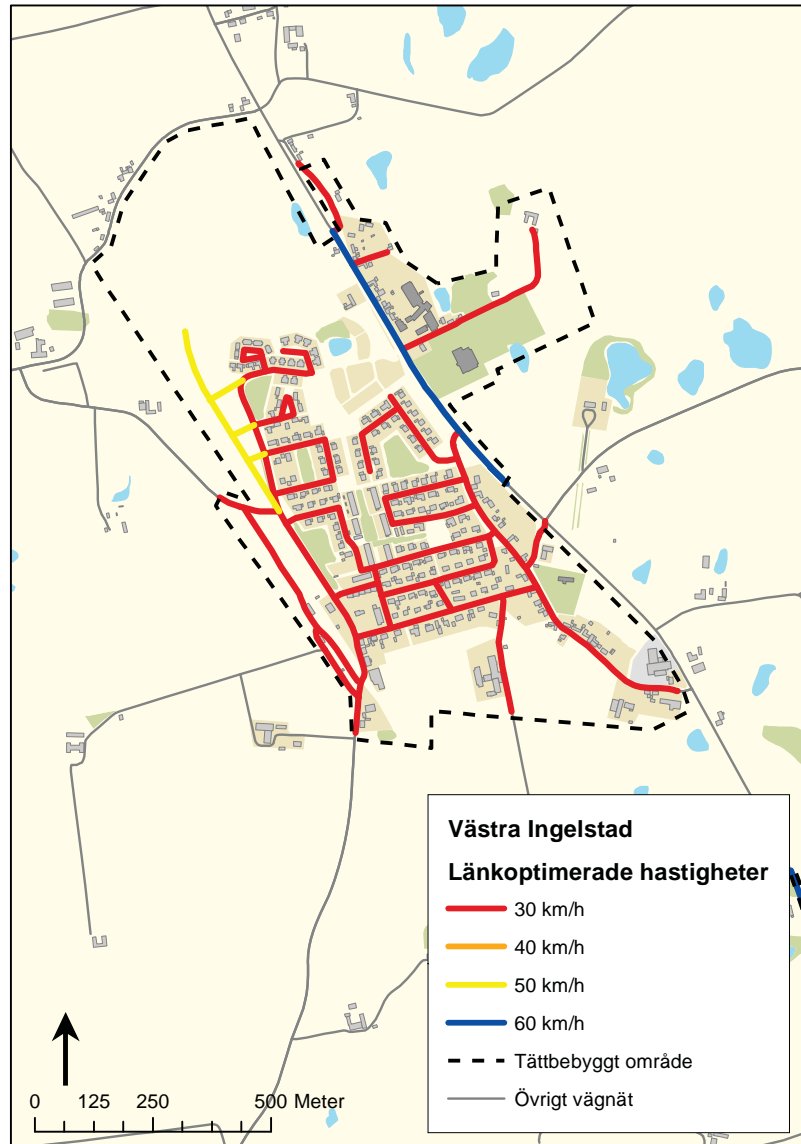 Västra Ingelstad
Länkoptimerade hastigheter
30 km/h
40 km/h
50 km/h
60 km/h
Tättbebyggt område
Övrigt vägnät
0 125 250 500 Meter